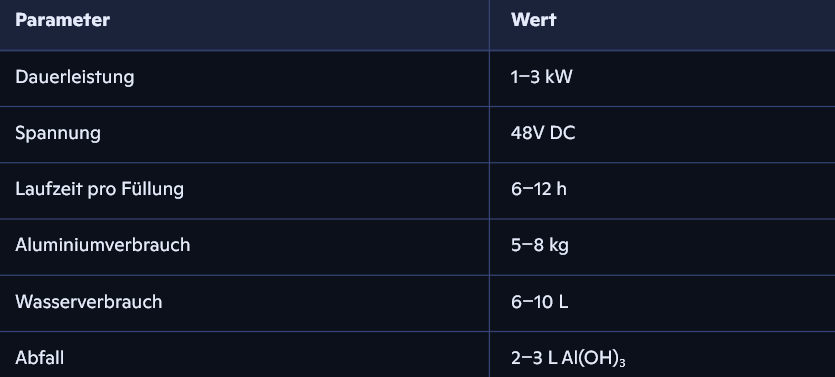 Parameter Wert
Dauerleistung 1–3 kW
Spannung 48V DC
Laufzeit pro Füllung 6–12 h
Aluminiumverbrauch 5–8 kg
Wasserverbrauch 6–10 L
Abfall 2–3 L Al(OH)₃